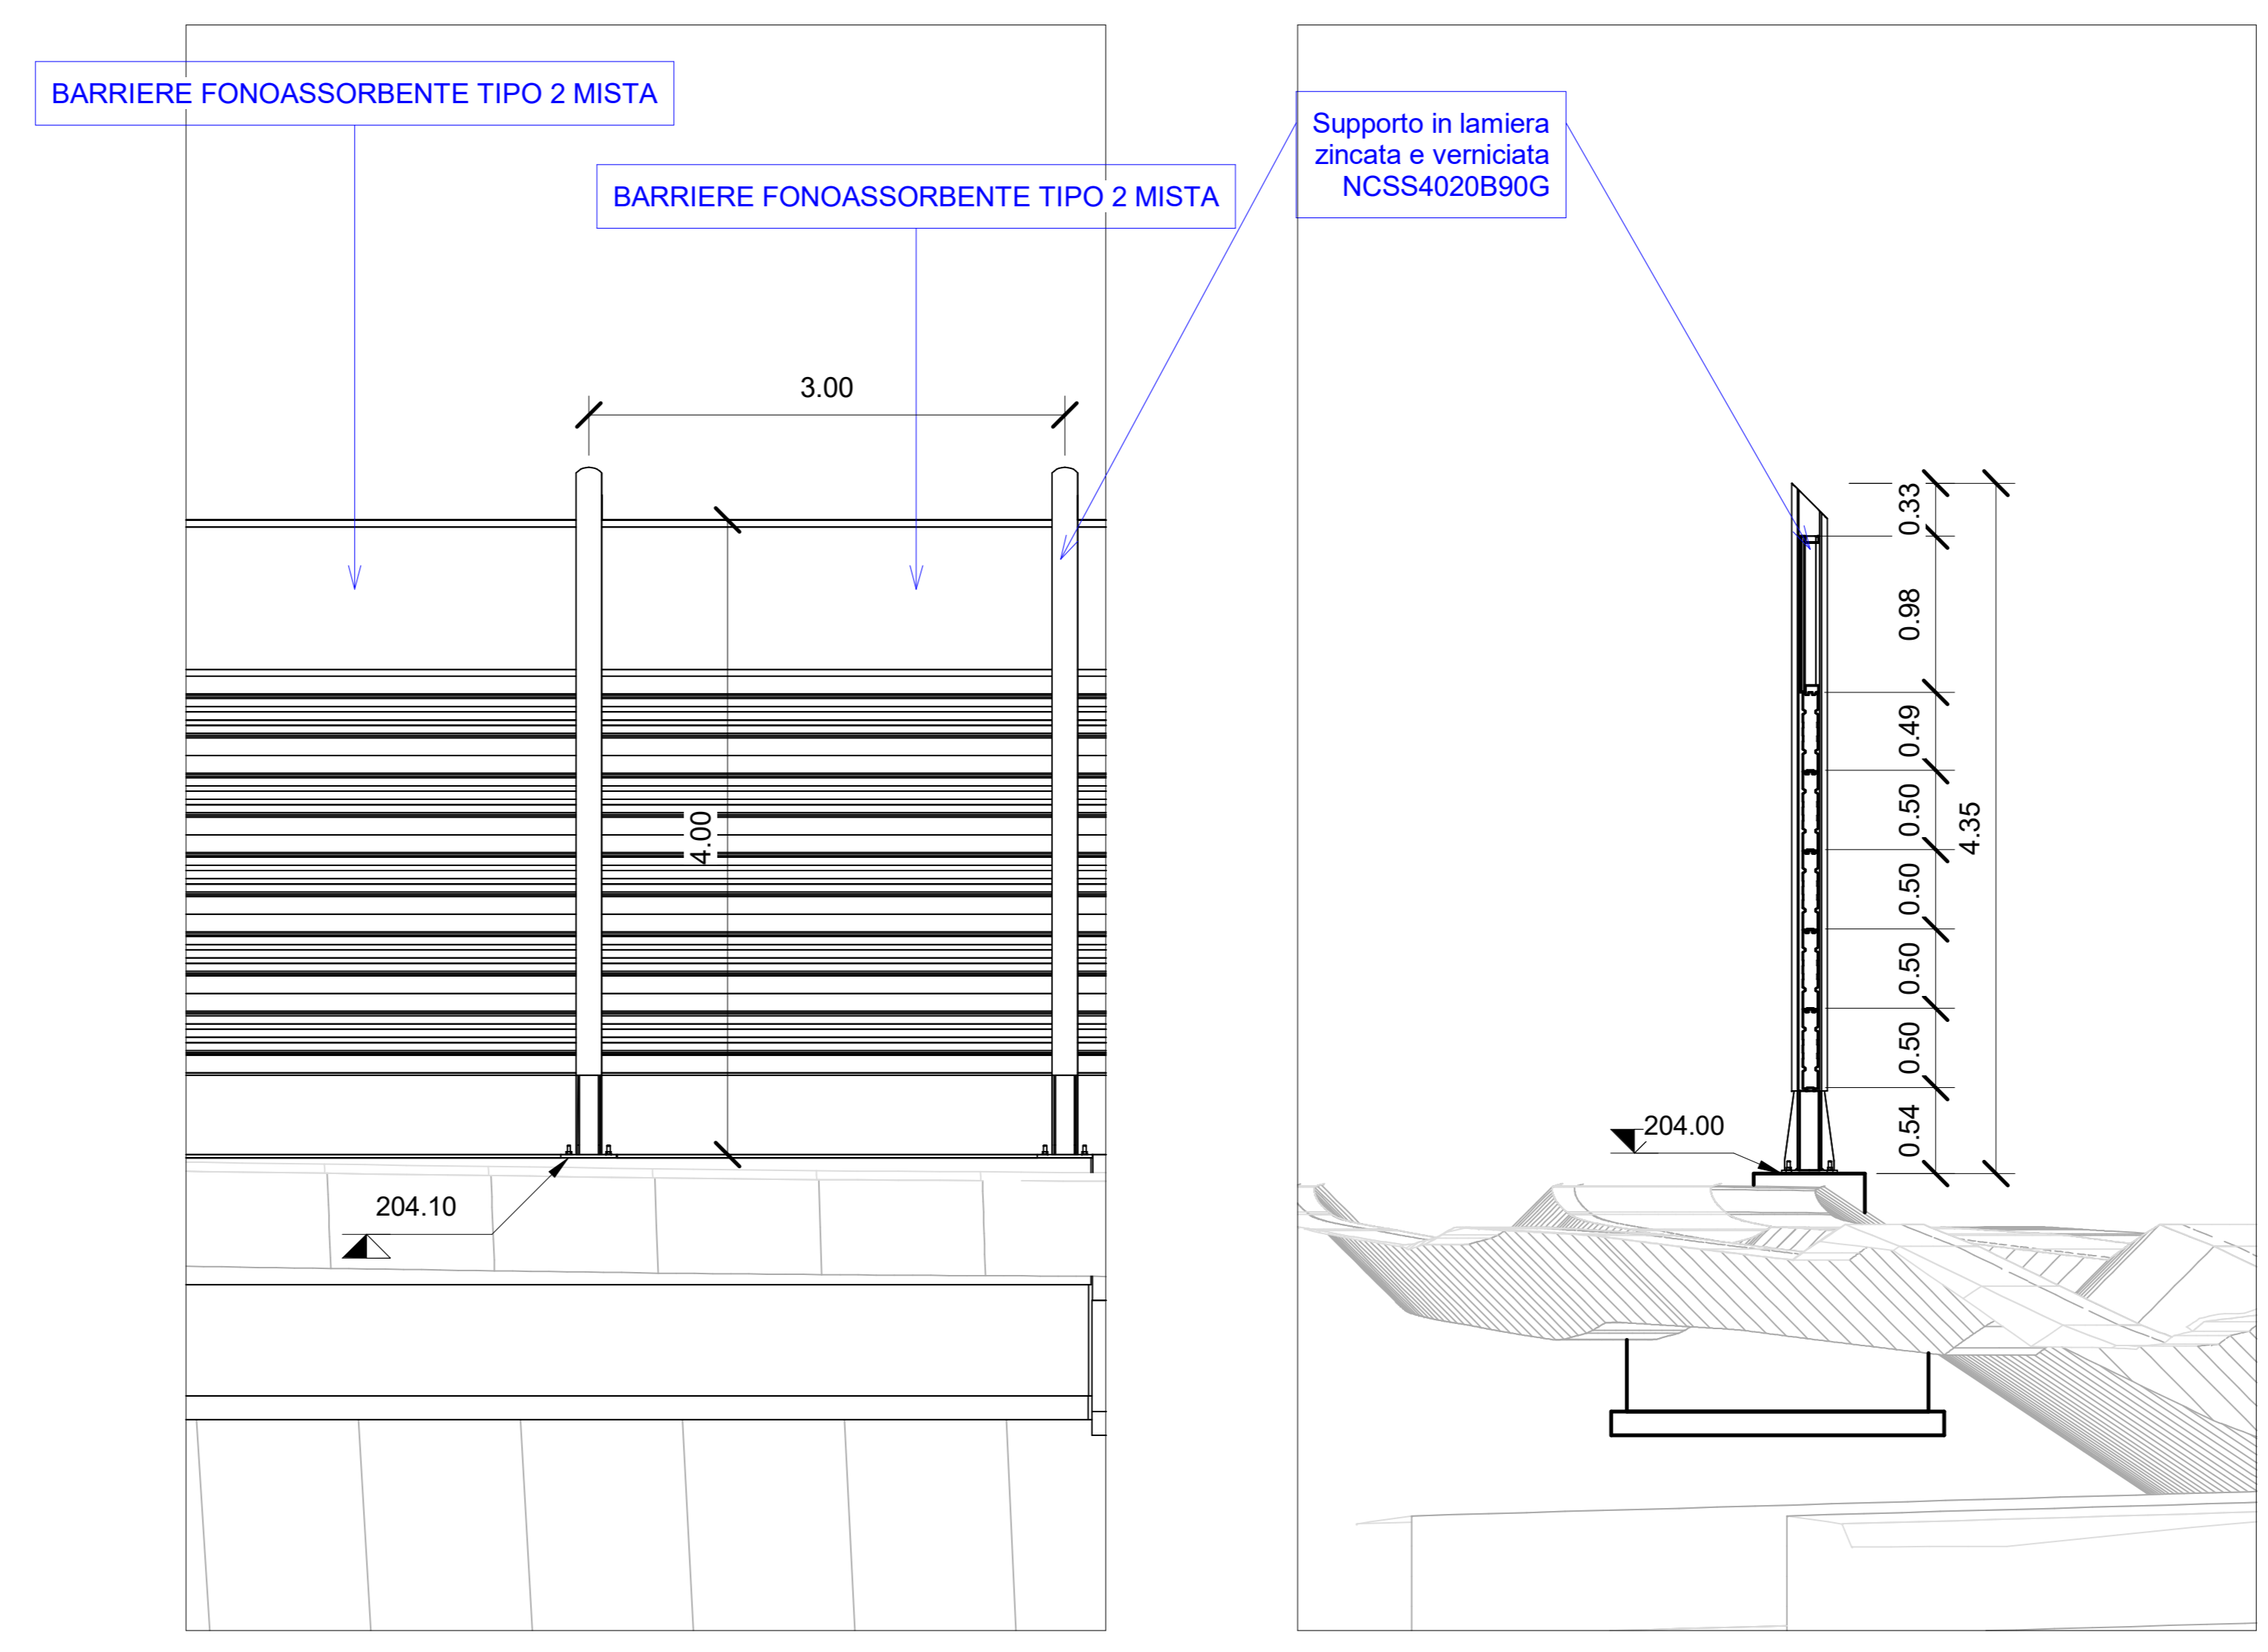 BARRIERE FONOASSORBENTE TIPO 2 MISTA
BARRIERE FONOASSORBENTE TIPO 2 MISTA
Supporto in lamiera
zincata e verniciata
NCSS4020B90G
3.00
4.00
204.10
0.33
0.98
0.49
0.50
0.50
0.50
0.50
0.54
4.35
204.00